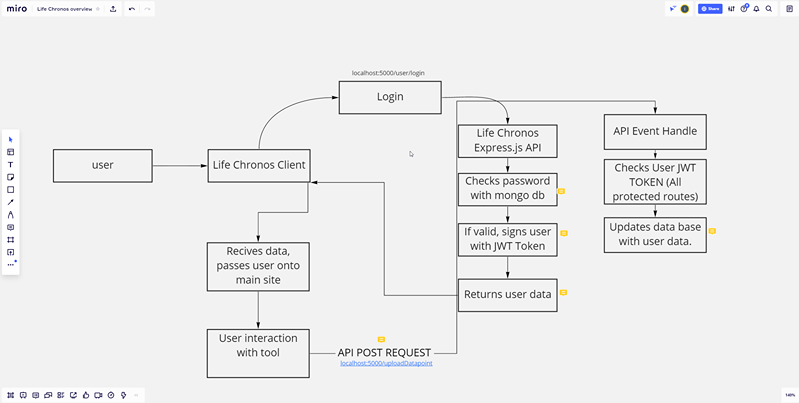 miro
Life Chronos overview
Share
localhost:5000/user/login
Login
user
Life Chronos Client
Life Chronos
Express.js API
API Event Handle
Checks password
with mongo db
Checks User JWT
TOKEN (All
protected routes)
If valid, signs user
with JWT Token
Updates data base
with user data.
Recives data,
passes user onto
main site
Returns user data
User interaction
with tool
API POST REQUEST
localhost:5000/uploadDatapoint